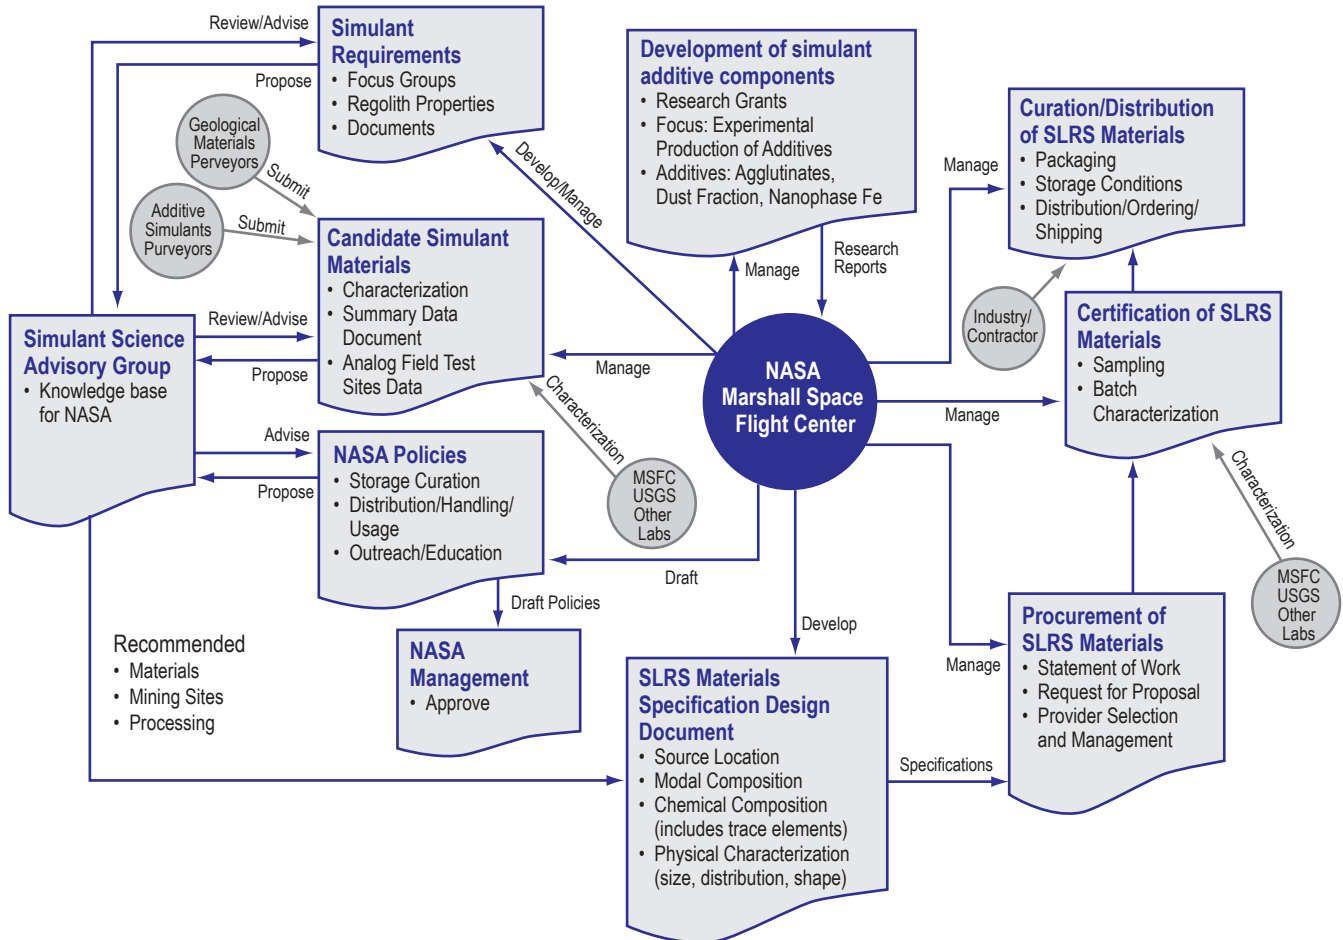 Review/Advise
Simulant
Requirements
• Focus Groups
• Regolith Properties
• Documents
Propose
Geological
Materials
Perveyors
Submit
Additive
Simulants
Purveyors
Submit
Develop/Manage
Development of simulant
additive components
• Research Grants
• Focus: Experimental
Production of Additives
• Additives: Agglutinates,
Dust Fraction, Nanophase Fe
Manage
Research
Reports
Curation/Distribution
of SLRS Materials
• Packaging
• Storage Conditions
• Distribution/Ordering/
Shipping
Manage
Candidate Simulant
Materials
• Characterization
• Summary Data
Document
• Analog Field Test
Sites Data
Review/Advise
Propose
Manage
Simulant Science
Advisory Group
• Knowledge base
for NASA
NASA
Marshall Space
Flight Center
Industry/
Contractor
Certification of SLRS
Materials
• Sampling
• Batch
Characterization
Manage
Characterization
MSFC
USGS
Other
Labs
Advise
Propose
NASA Policies
• Storage Curation
• Distribution/Handling/
Usage
• Outreach/Education
Draft
Draft Policies
Characterization
MSFC
USGS
Other
Labs
Develop
Manage
Procurement of
SLRS Materials
• Statement of Work
• Request for Proposal
• Provider Selection
and Management
Recommended
• Materials
• Mining Sites
• Processing
NASA
Management
• Approve
SLRS Materials
Specification Design
Document
• Source Location
• Modal Composition
• Chemical Composition
(includes trace elements)
• Physical Characterization
(size, distribution, shape)
Specifications